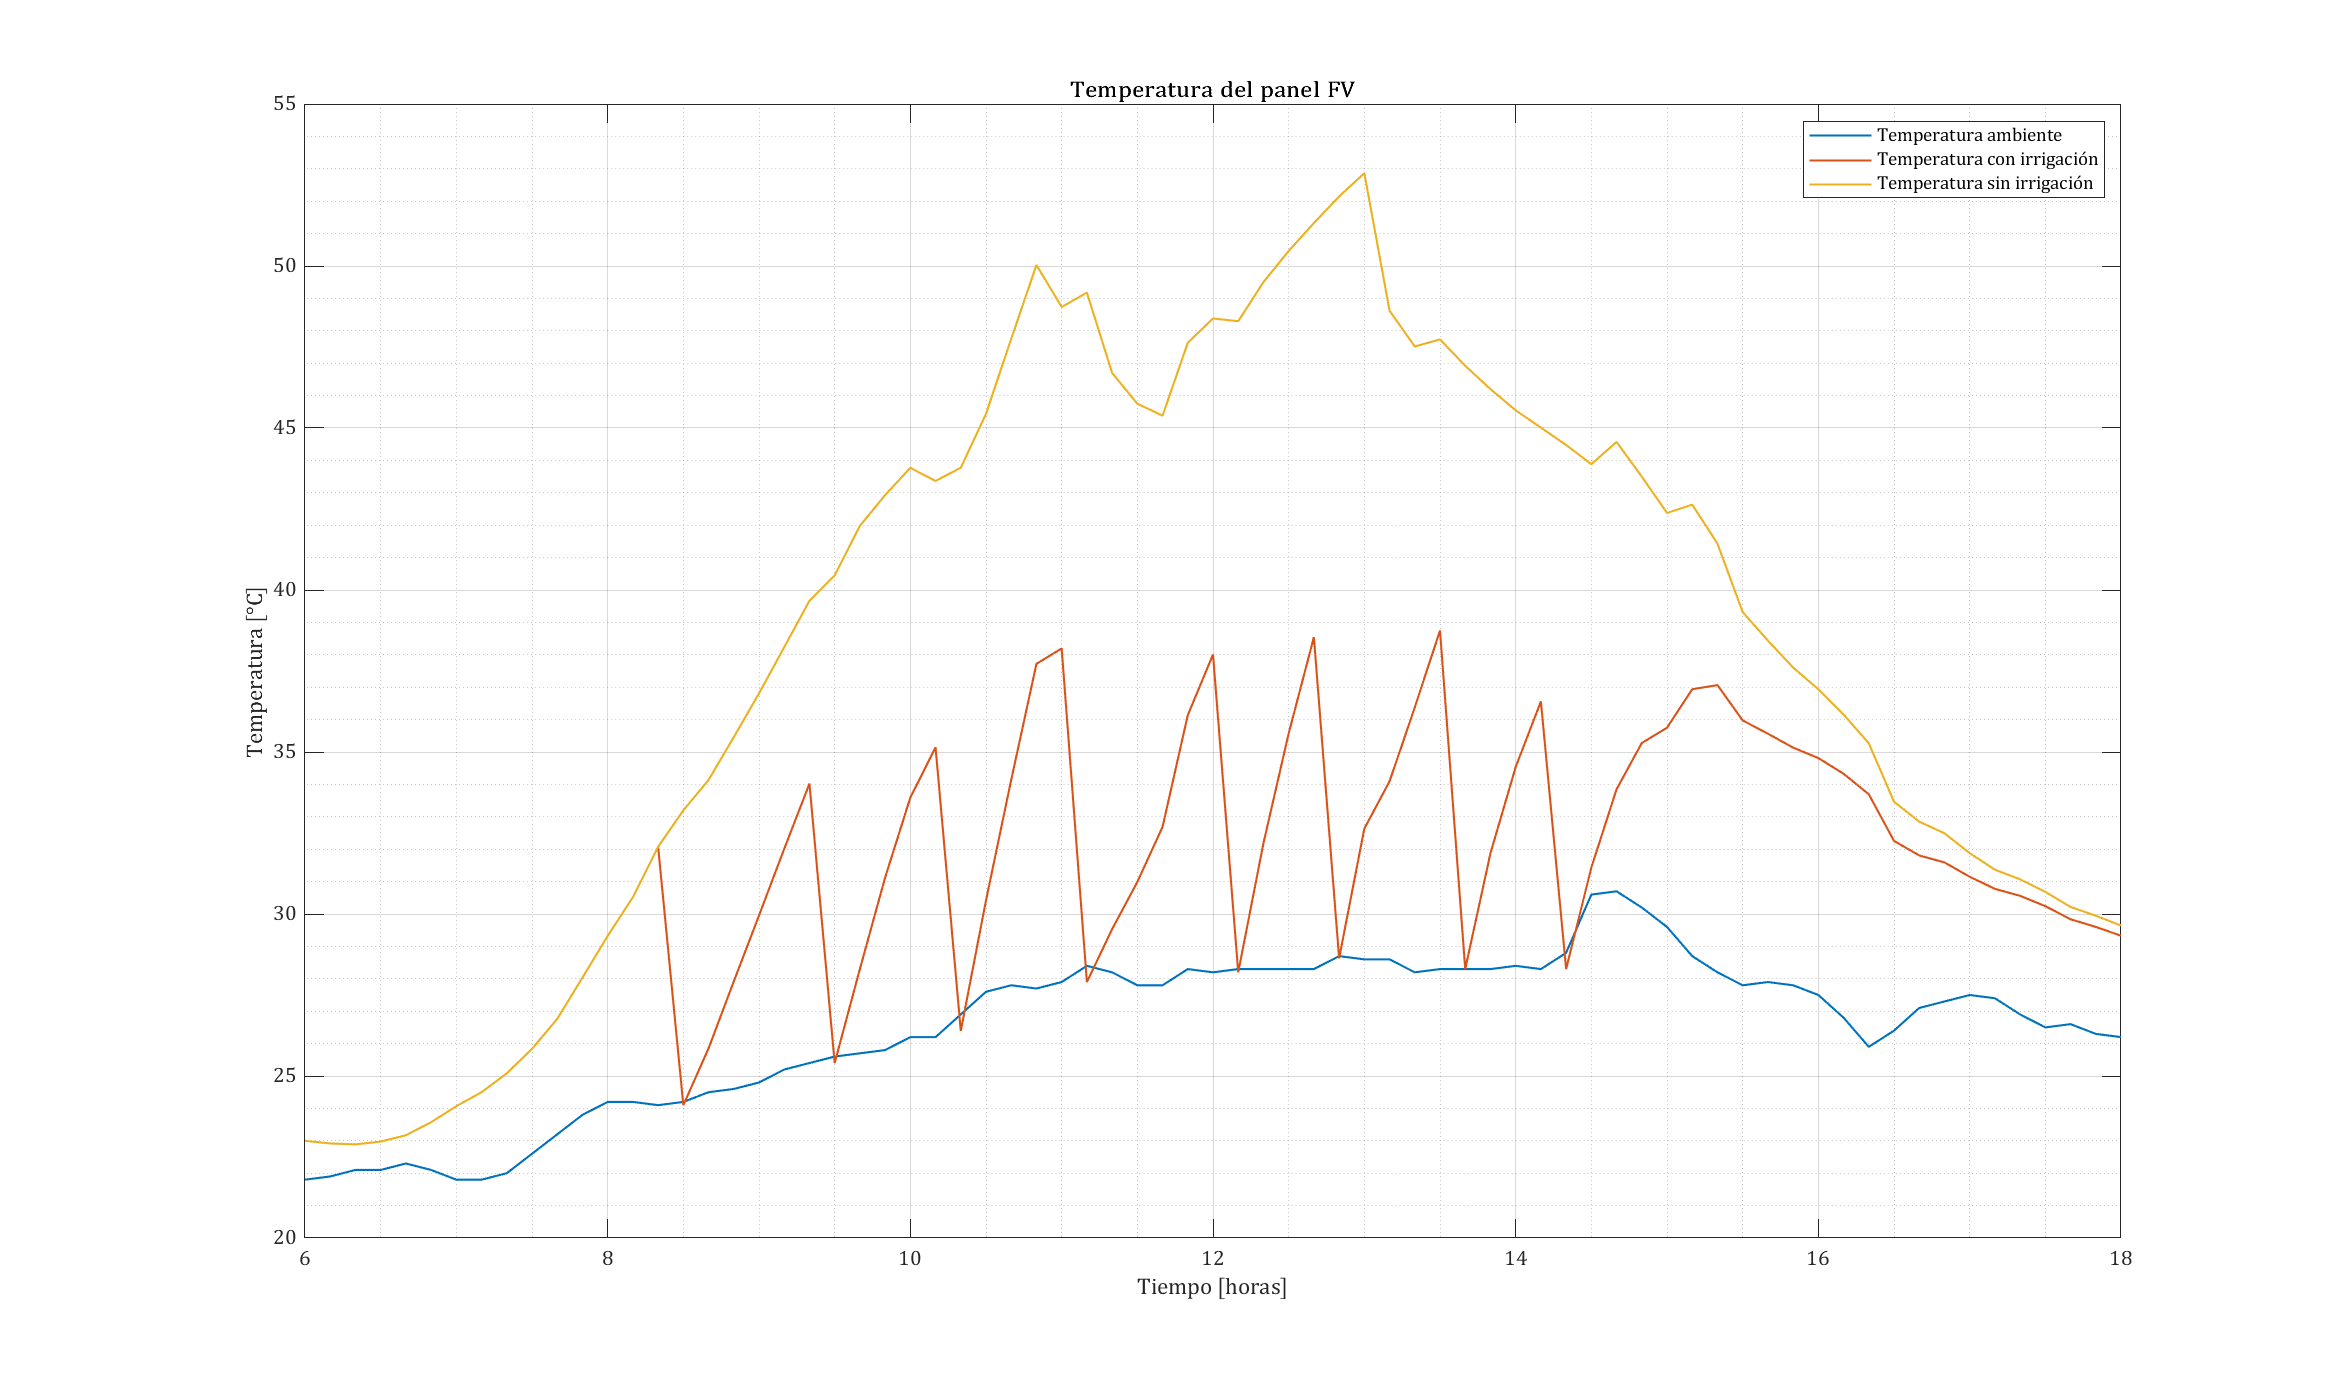 Temperatura del panel FV
55
Temperatura ambiente
Temperatura con irrigación
Temperatura sin irrigación
50
45
40
Temperatura [°C]
35
30
25
20
6 8 10 12 14 16 18
Tiempo [horas]